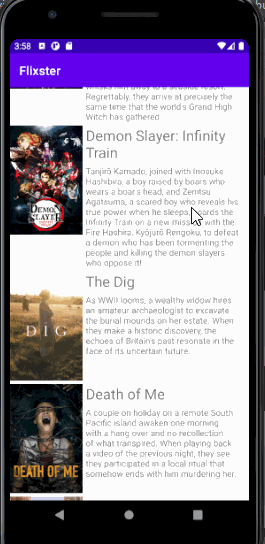 3:58
Flixster
whisks him away to a seaside resort.
Regrettably, they arrive at precisely the
same time that the world's Grand High
Witch has gathered
Demon Slayer: Infinity
Train
Tanjirō Kamado, joined with Inosuke
Hashibira, a boy raised by boars who
wears a boar's head, and Zenitsu
Agatsuma, a scared boy who reveals his
true power when he sleeps, boards the
Infinity Train on a new mission with the
Fire Hashira, Kyōjurō Rengoku, to defeat
a demon who has been tormenting the
people and killing the demon slayers
who oppose it!
DEMON
SLAYER
The Dig
As WWII looms, a wealthy widow hires
an amateur archaeologist to excavate
the burial mounds on her estate. When
they make a historic discovery, the
echoes of Britain's past resonate in the
face of its uncertain future.
DIG
Death of Me
A couple on holiday on a remote South
Pacific island awaken one morning
with a hang over and no recollection
of what transpired. When playing back
a video of the previous night, they see
they participated in a local ritual that
somehow ends with him murdering her.
DEATH OF ME